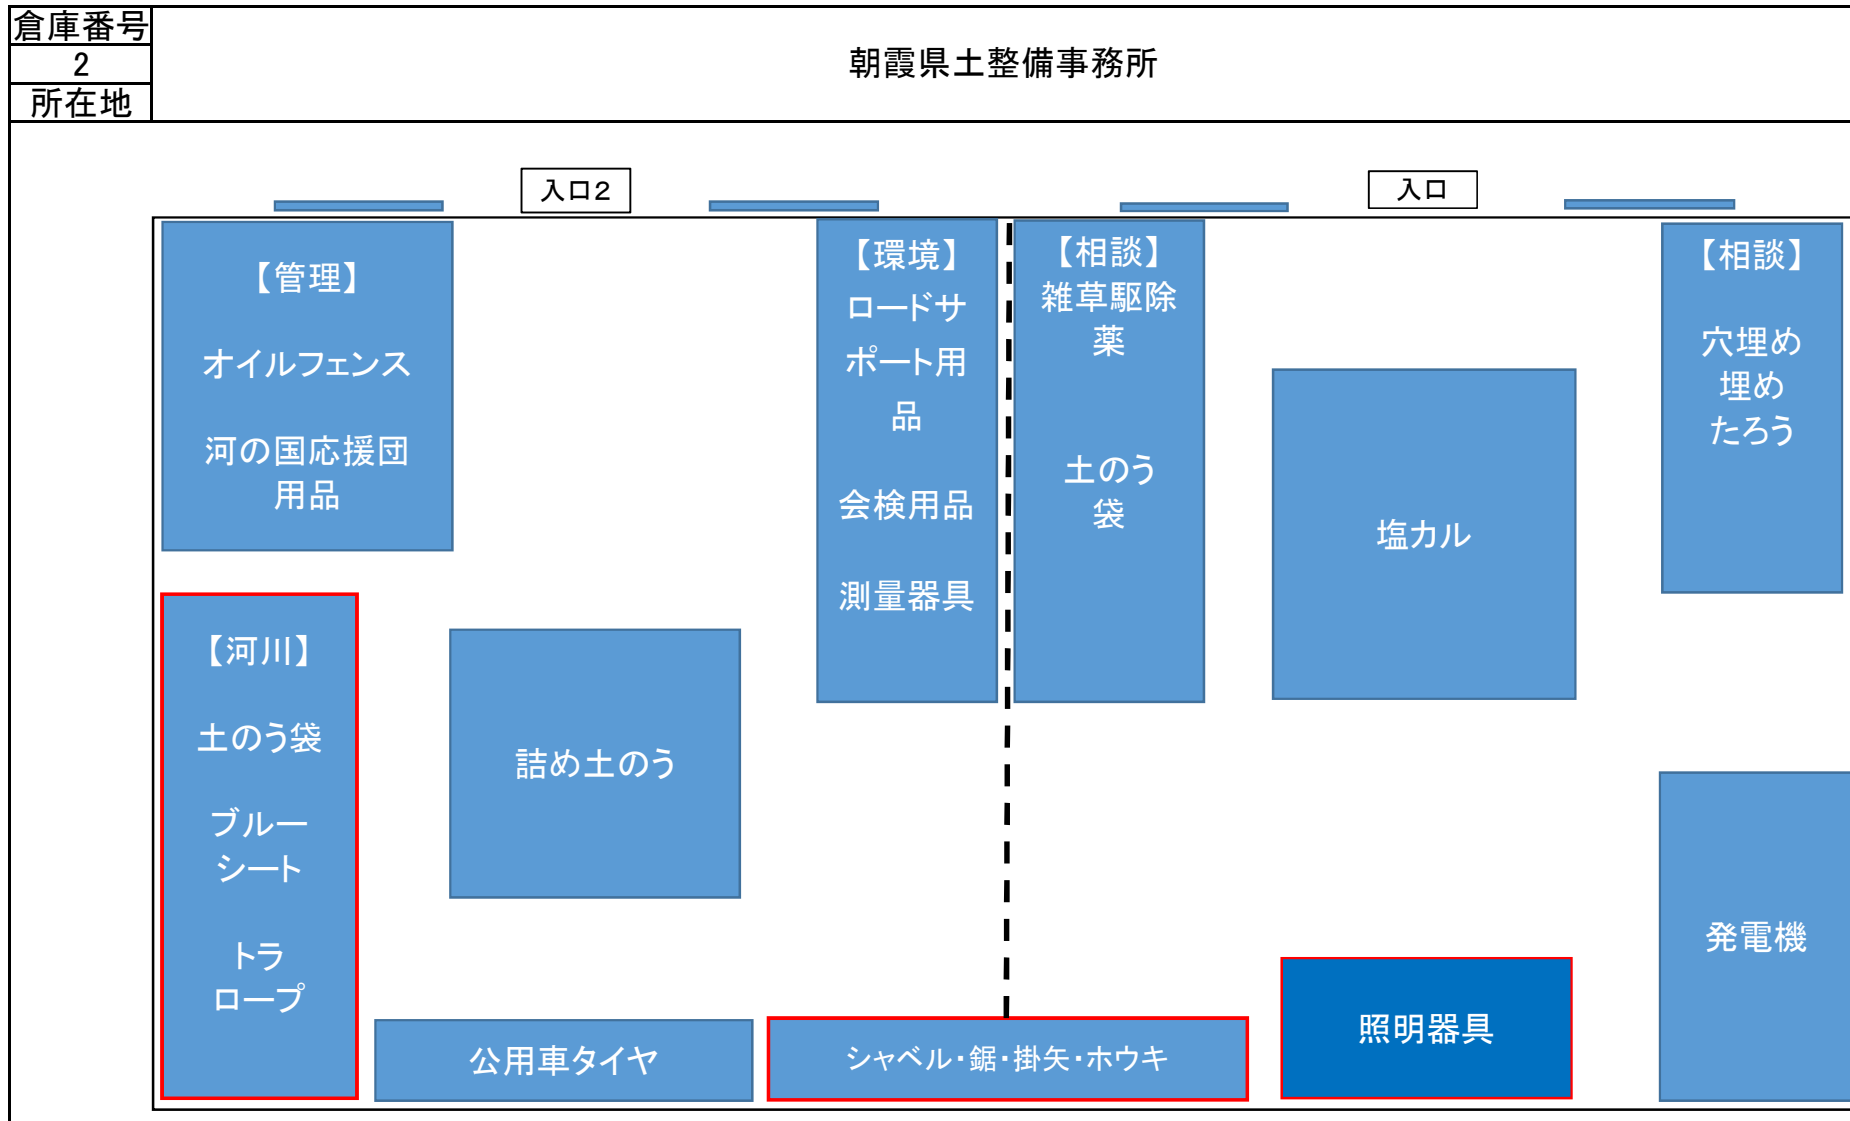 倉庫番号
2
所在地
朝霞県土整備事務所
入口2
入口
【管理】
オイルフェンス
河の国応援団
用品
【環境】
ロードサ
ポート用
品
会検用品
測量器具
【相談】
雑草駆除
薬
土のう
袋
塩カル
【相談】
穴埋め
埋め
たろう
【河川】
土のう袋
ブルー
シート
トラ
ロープ
詰め土のう
公用車タイヤ
シャベル・鋸・掛矢・ホウキ
照明器具
発電機